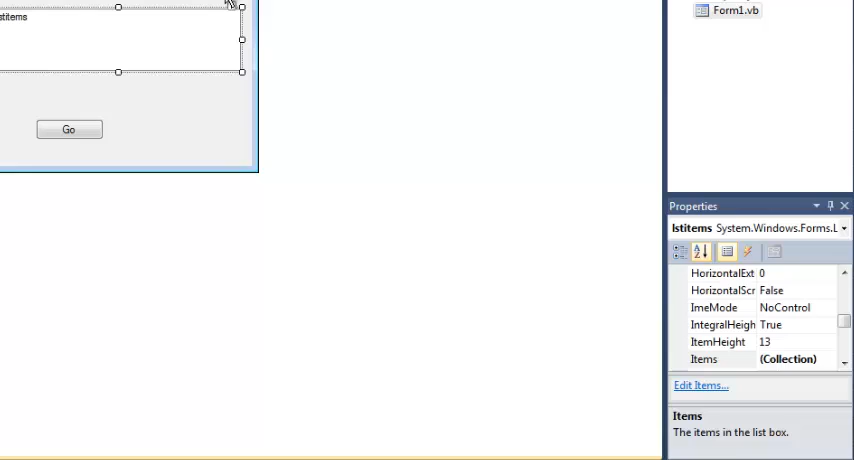 Form1.vb
stitems
Go
Properties
lstitems System.Windows.Forms.L
HorizontalExt 0
HorizontalScr False
ImeMode NoControl
IntegralHeigh True
ItemHeight 13
Items (Collection)
Edit Items...
Items
The items in the list box.